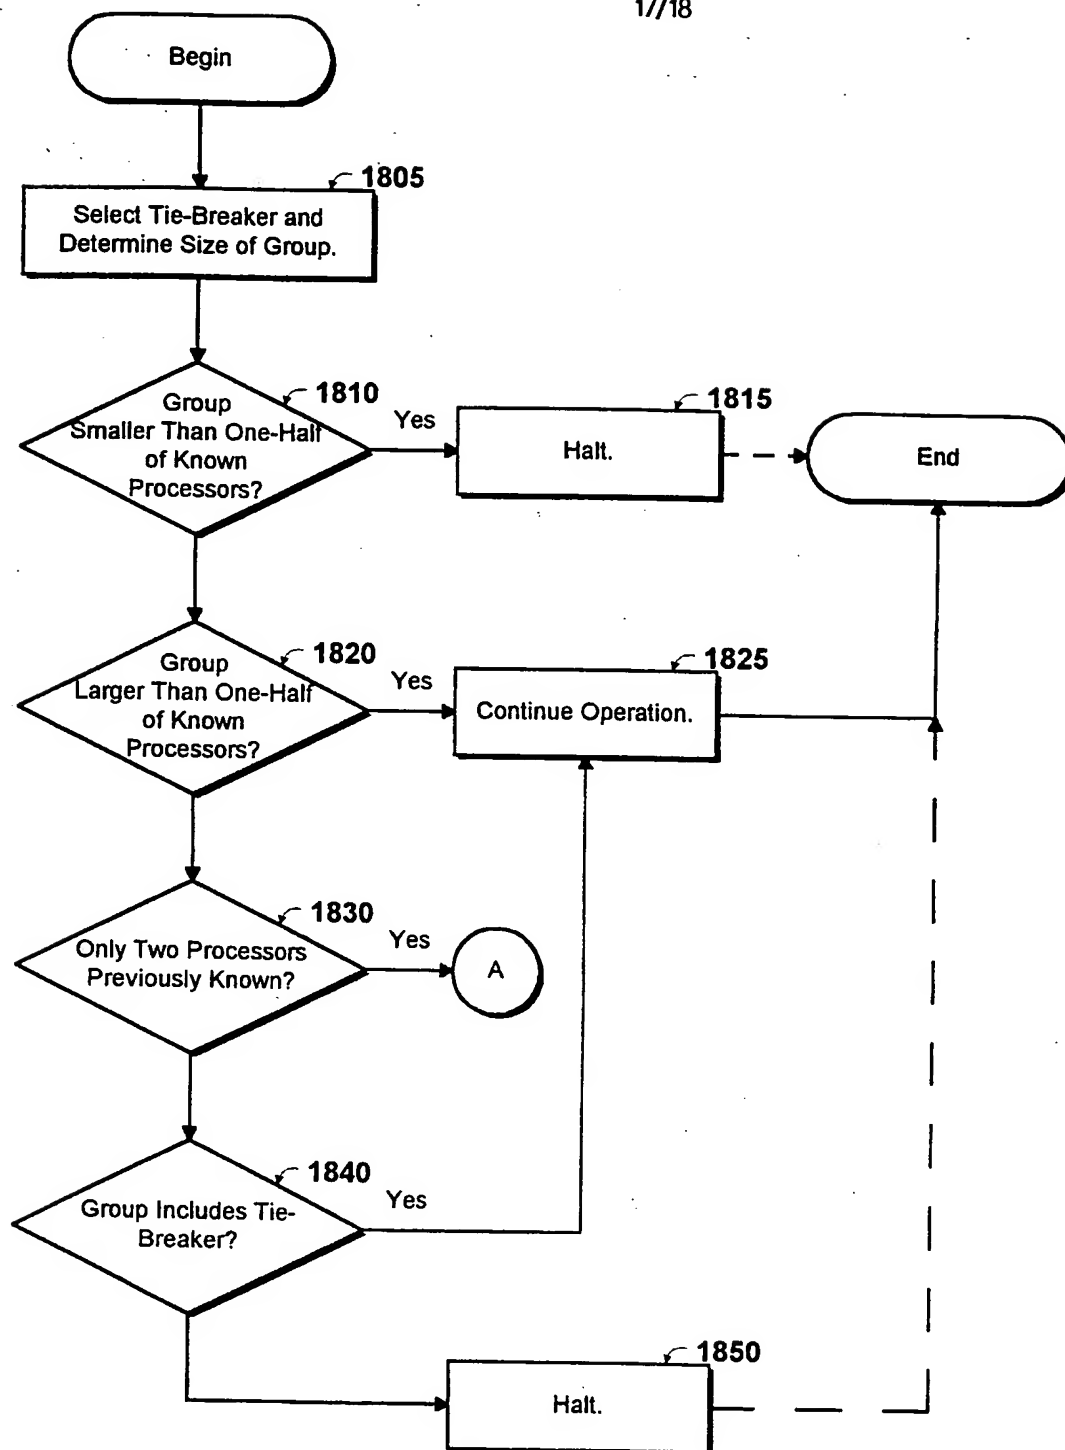 17/18
Begin
1805
Select Tie-Breaker and
Determine Size of Group.
1810
Group
Smaller Than One-Half
of Known
Processors?
Yes
1815
Halt.
End
1820
Group
Larger Than One-Half
of Known
Processors?
Yes
1825
Continue Operation.
1830
Only Two Processors
Previously Known?
Yes
A
1840
Group Includes Tie-
Breaker?
Yes
1850
Halt.